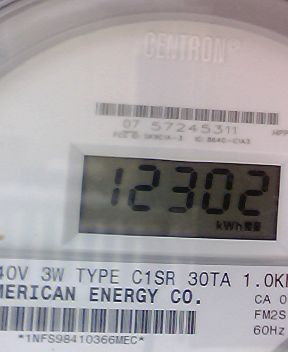 CENTRON®
07 57245311
12302
kWh
40V 3W TYPE C1SR 30TA 1.0K
MERICAN ENERGY CO.
CA 0
FM2S
60Hz
*1NFS98410366MEC*